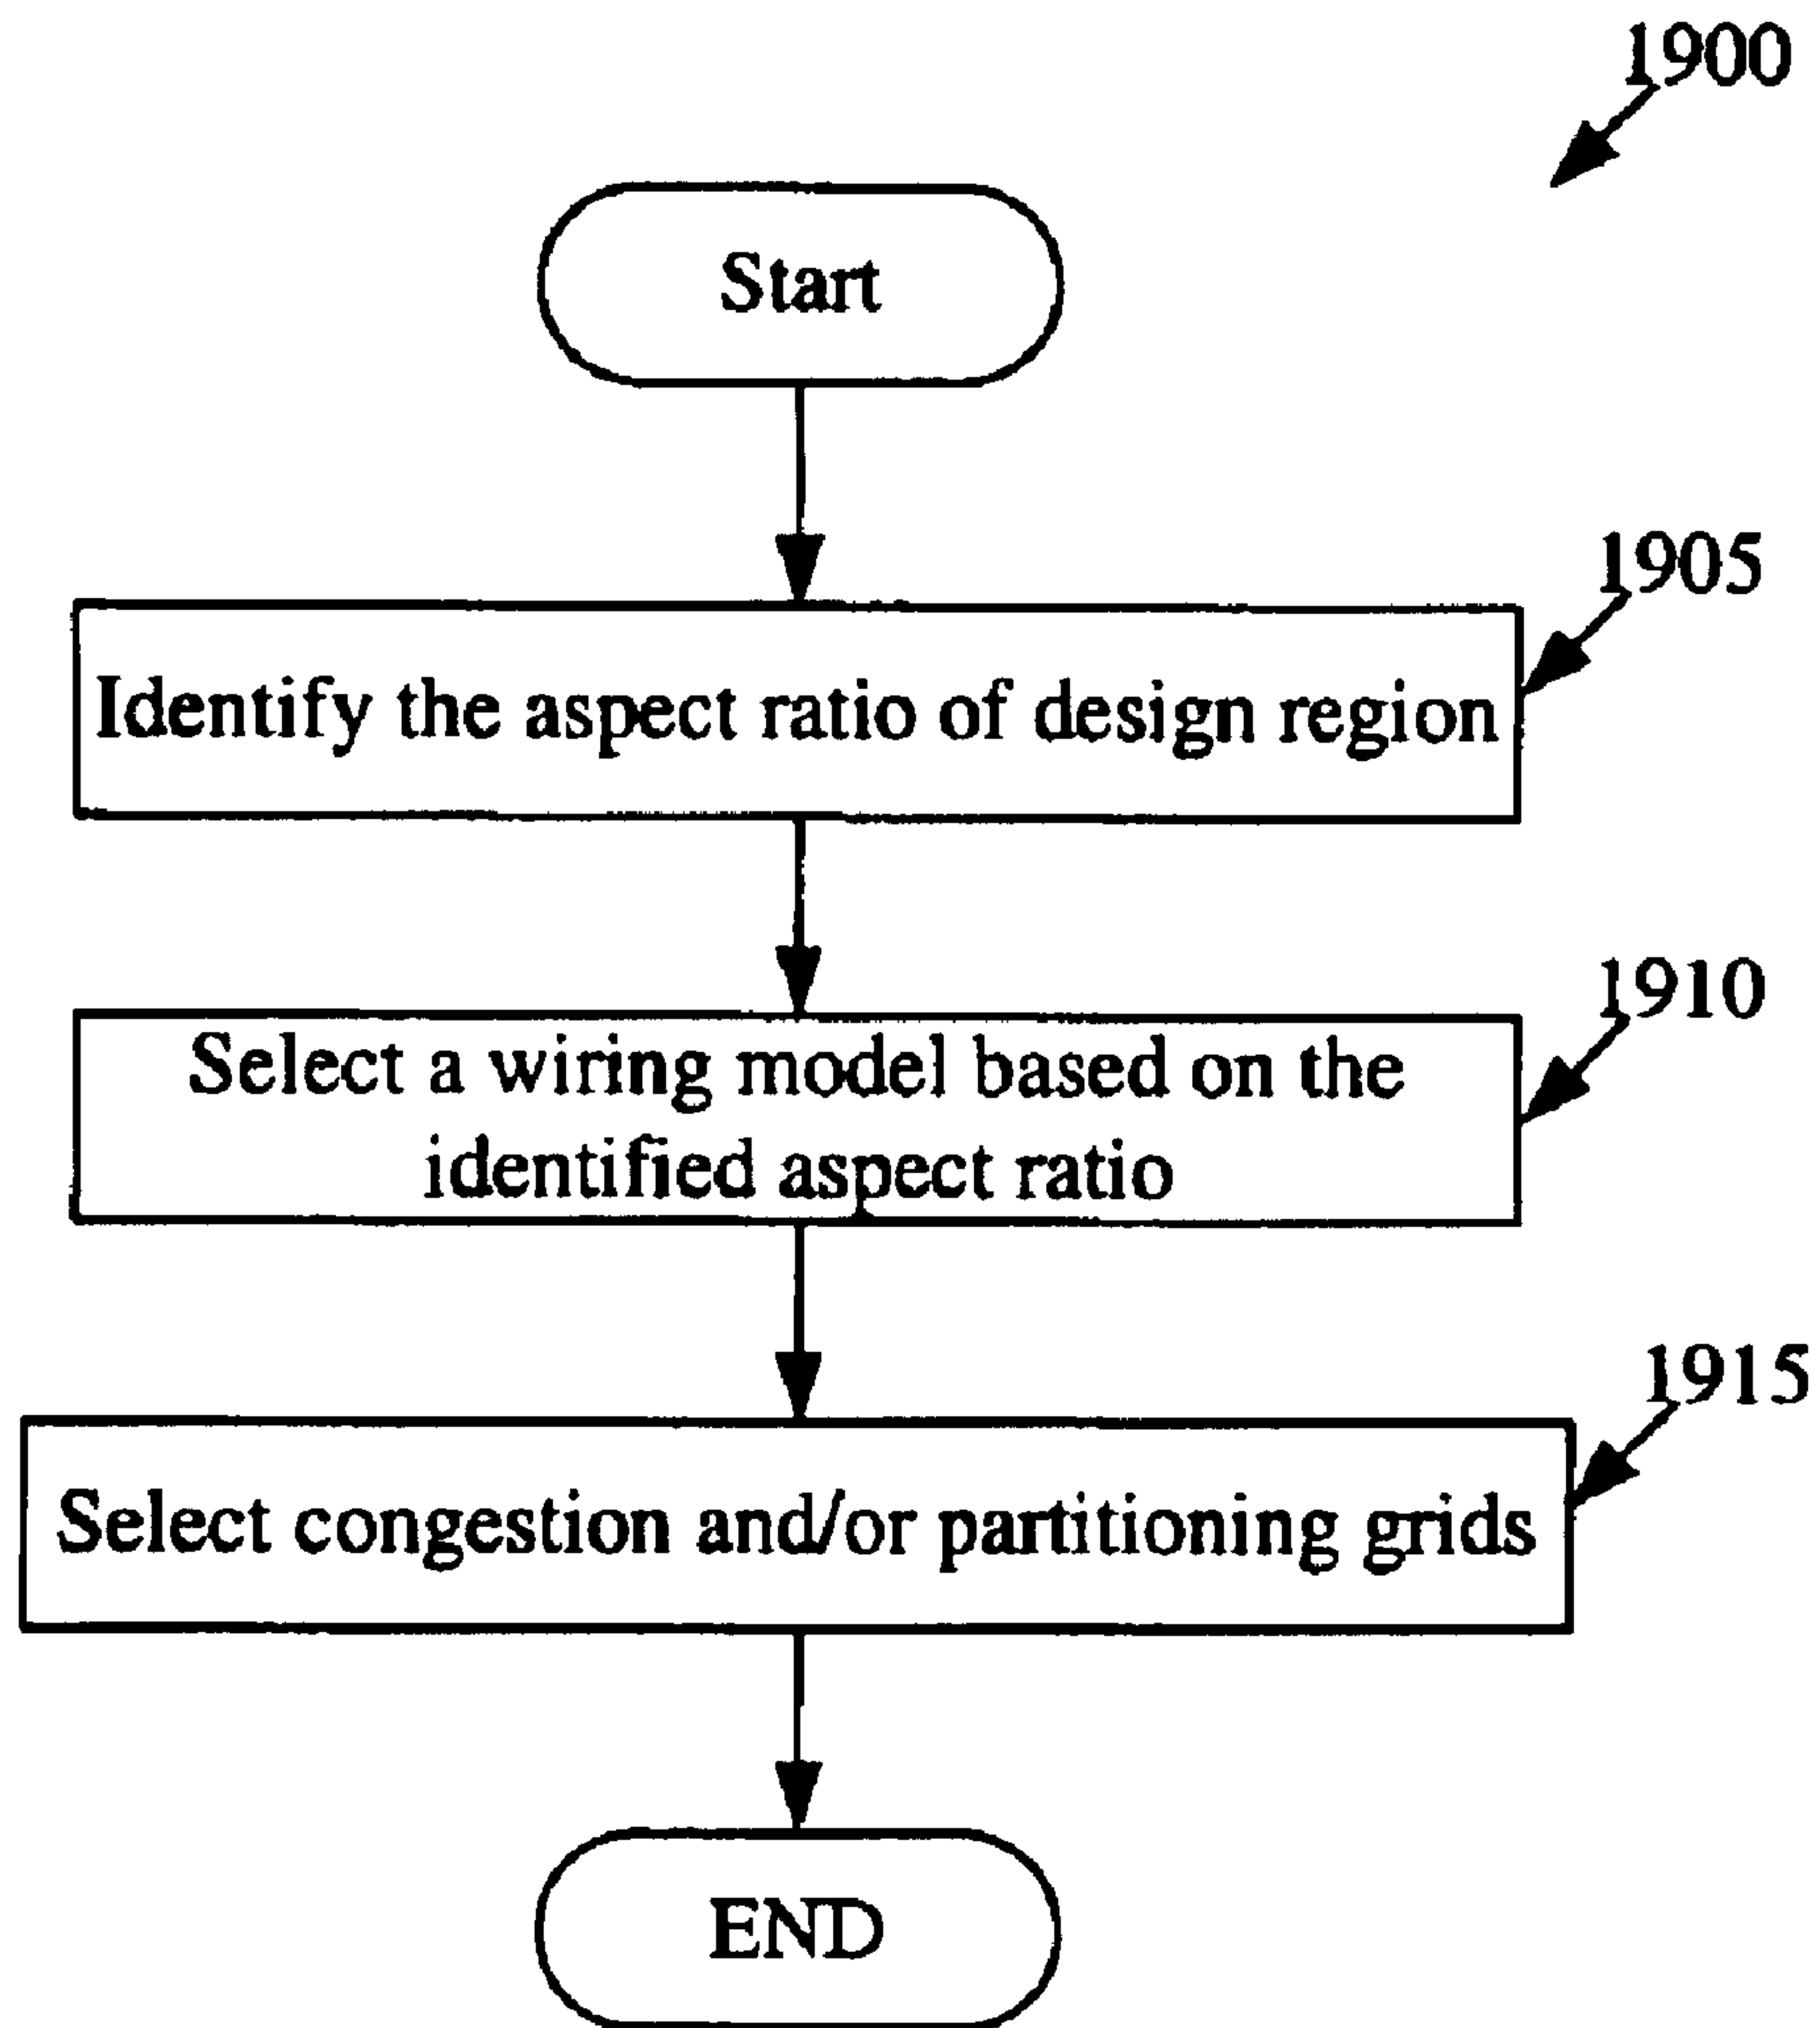 1900
Start
1905
Identify the aspect ratio of design region
1910
Select a wiring model based on the
identified aspect ratio
1915
Select congestion and/or partitioning grids
END